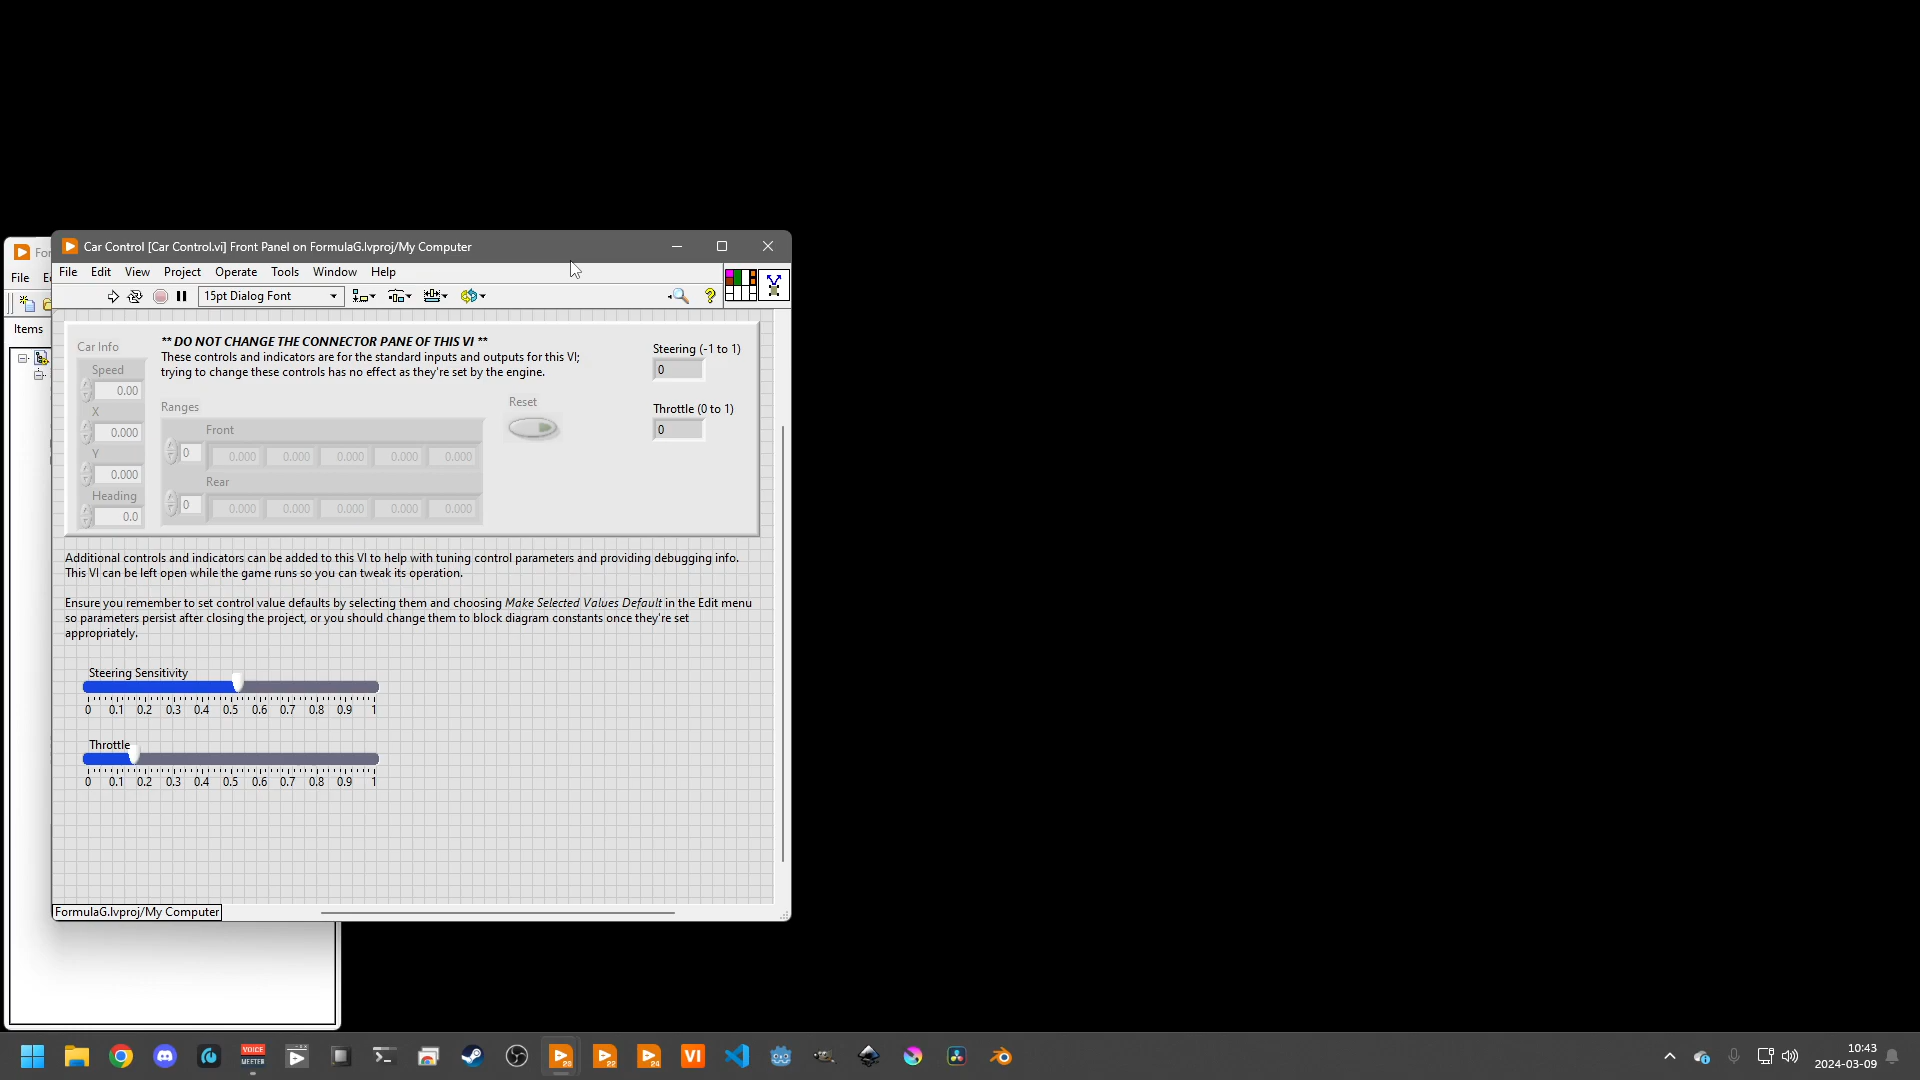 Car Control [Car Control.vi] Front Panel on FormulaG.lvproj/My Computer
File Edit View Project Operate Tools Window Help
15pt Dialog Font
File
Items
Car Info
Speed
0.00
X
0.000
Y
0.000
Heading
0.0
** DO NOT CHANGE THE CONNECTOR PANE OF THIS VI **
These controls and indicators are for the standard inputs and outputs for this VI;
trying to change these controls has no effect as they're set by the engine.
Ranges
Front
0 0.000 0.000 0.000 0.000 0.000
Rear
0 0.000 0.000 0.000 0.000 0.000
Reset
Steering (-1 to 1)
0
Throttle (0 to 1)
0
Additional controls and indicators can be added to this VI to help with tuning control parameters and providing debugging info.
This VI can be left open while the game runs so you can tweak its operation.
Ensure you remember to set control value defaults by selecting them and choosing Make Selected Values Default in the Edit menu
so parameters persist after closing the project, or you should change them to block diagram constants once they're set
appropriately.
Steering Sensitivity
0 0.1 0.2 0.3 0.4 0.5 0.6 0.7 0.8 0.9 1
Throttle
0 0.1 0.2 0.3 0.4 0.5 0.6 0.7 0.8 0.9 1
FormulaG.lvproj/My Computer
VOICE
MEETER
VI
10:43
2024-03-09